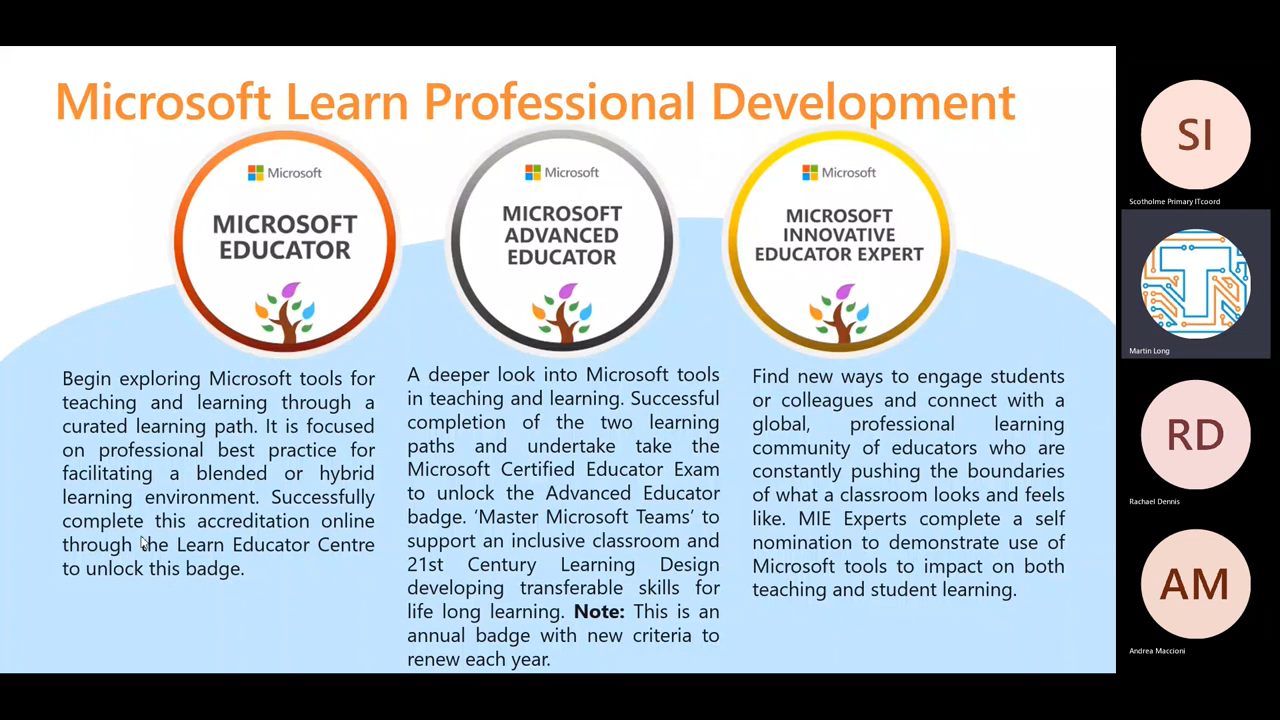 Microsoft Learn Professional Development
Microsoft
MICROSOFT
EDUCATOR
Microsoft
MICROSOFT
ADVANCED
EDUCATOR
Microsoft
MICROSOFT
INNOVATIVE
EDUCATOR EXPERT
Begin exploring Microsoft tools for
teaching and learning through a
curated learning path. It is focused
on professional best practice for
facilitating a blended or hybrid
learning environment. Successfully
complete this accreditation online
through the Learn Educator Centre
to unlock this badge.
A deeper look into Microsoft tools
in teaching and learning. Successful
completion of the two learning
paths and undertake take the
Microsoft Certified Educator Exam
to unlock the Advanced Educator
badge. ‘Master Microsoft Teams’ to
support an inclusive classroom and
21st Century Learning Design
developing transferable skills for
life long learning. Note: This is an
annual badge with new criteria to
renew each year.
Find new ways to engage students
or colleagues and connect with a
global, professional learning
community of educators who are
constantly pushing the boundaries
of what a classroom looks and feels
like. MIE Experts complete a self
nomination to demonstrate use of
Microsoft tools to impact on both
teaching and student learning.
SI
Scotholme Primary ITcoord
Martin Long
RD
Rachael Dennis
AM
Andrea Maccioni